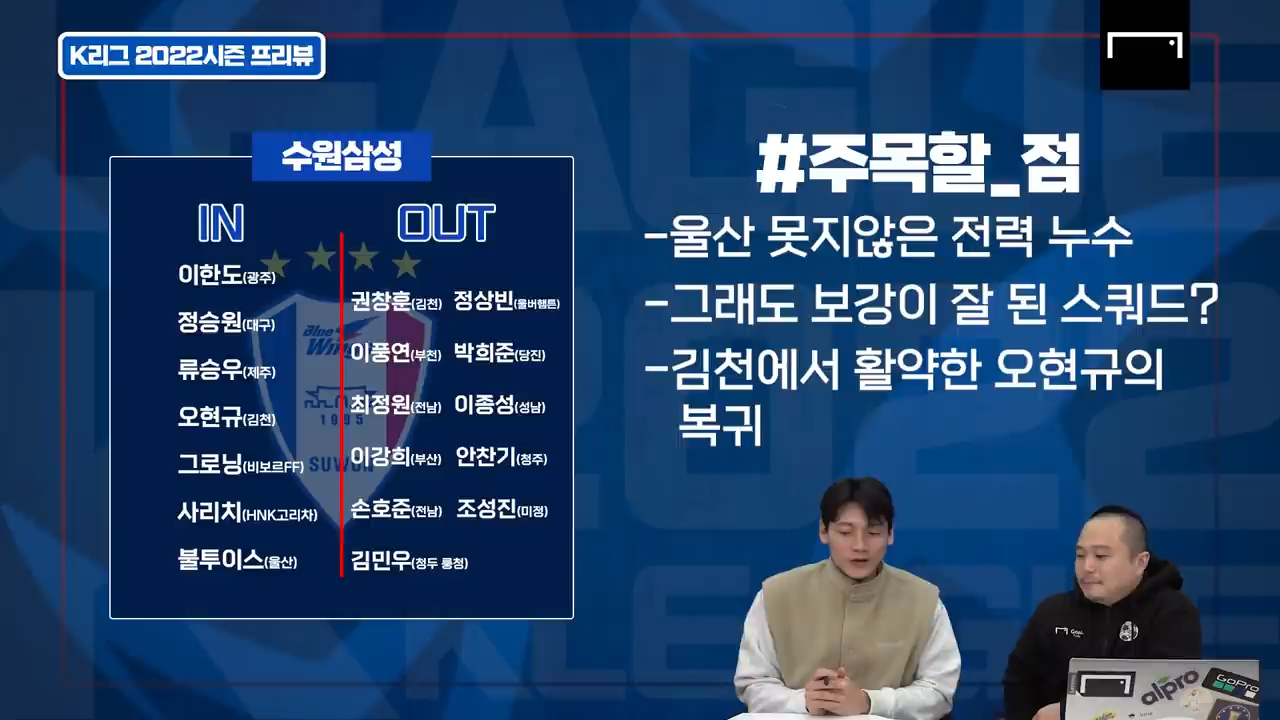 K리그 2022시즌 프리뷰
수원삼성
IN
OUT
이한도(광주)
정승원(대구)
류승우(제주)
오현규(김천)
그로닝(비보르FF)
사리치(HNK고리차)
불투이스(울산)
권창훈(김천) 정상빈(울버햄튼)
이풍연(부천) 박희준(당진)
최정원(전남) 이종성(성남)
이강희(부산) 안찬기(청주)
손호준(전남) 조성진(미정)
김민우(청두 룽청)
Blue
Wing
1995
SUWON
#주목할_점
-울산 못지않은 전력 누수
-그래도 보강이 잘 된 스쿼드?
-김천에서 활약한 오현규의
복귀
alpro
GoPro